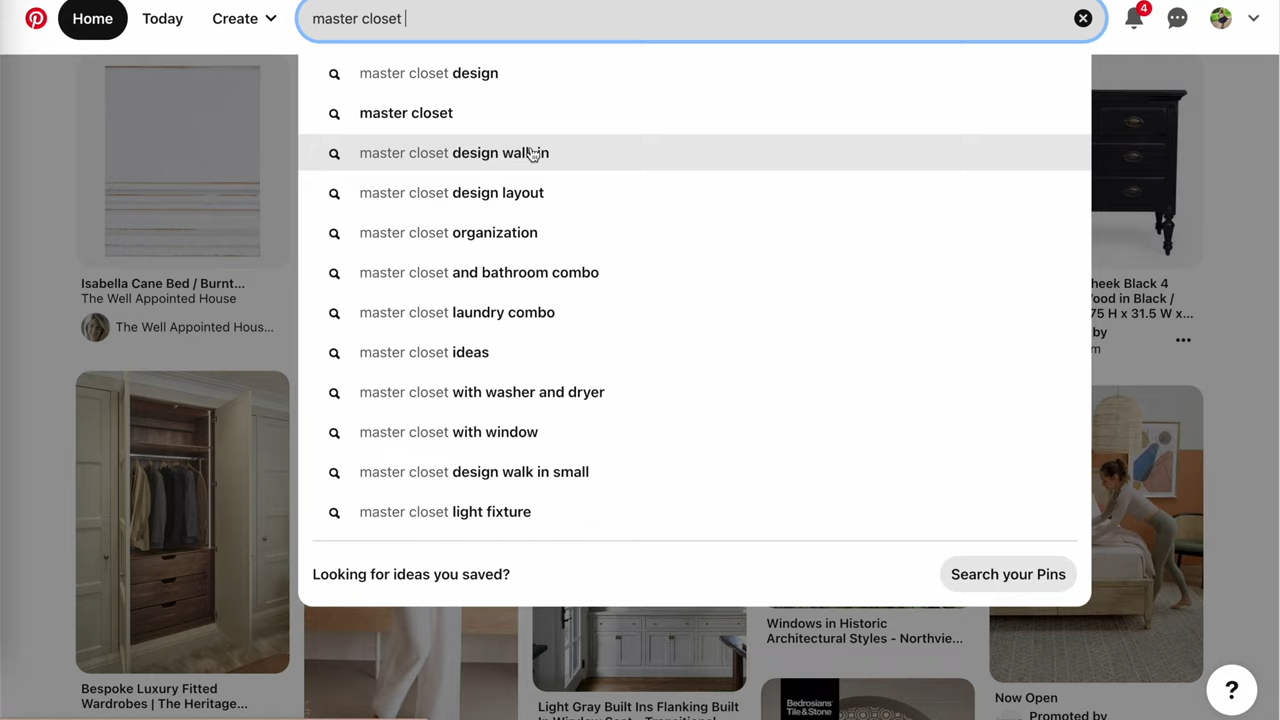 Home
Today
Create
master closet
4
master closet design
master closet
master closet design walk in
master closet design layout
master closet organization
master closet and bathroom combo
master closet laundry combo
master closet ideas
master closet with washer and dryer
master closet with window
master closet design walk in small
master closet light fixture
Looking for ideas you saved?
Search your Pins
Isabella Cane Bed / Burnt...
The Well Appointed House
The Well Appointed Hous...
heek Black 4
ood in Black /
75 H x 31.5 W x...
by
m
Bespoke Luxury Fitted
Wardrobes | The Heritage...
Light Gray Built Ins Flanking Built
In Window Seat - Transitional
Windows in Historic
Architectural Styles - Northvie...
Bedrosians
Tile & Stone
Now Open
Promoted by
?